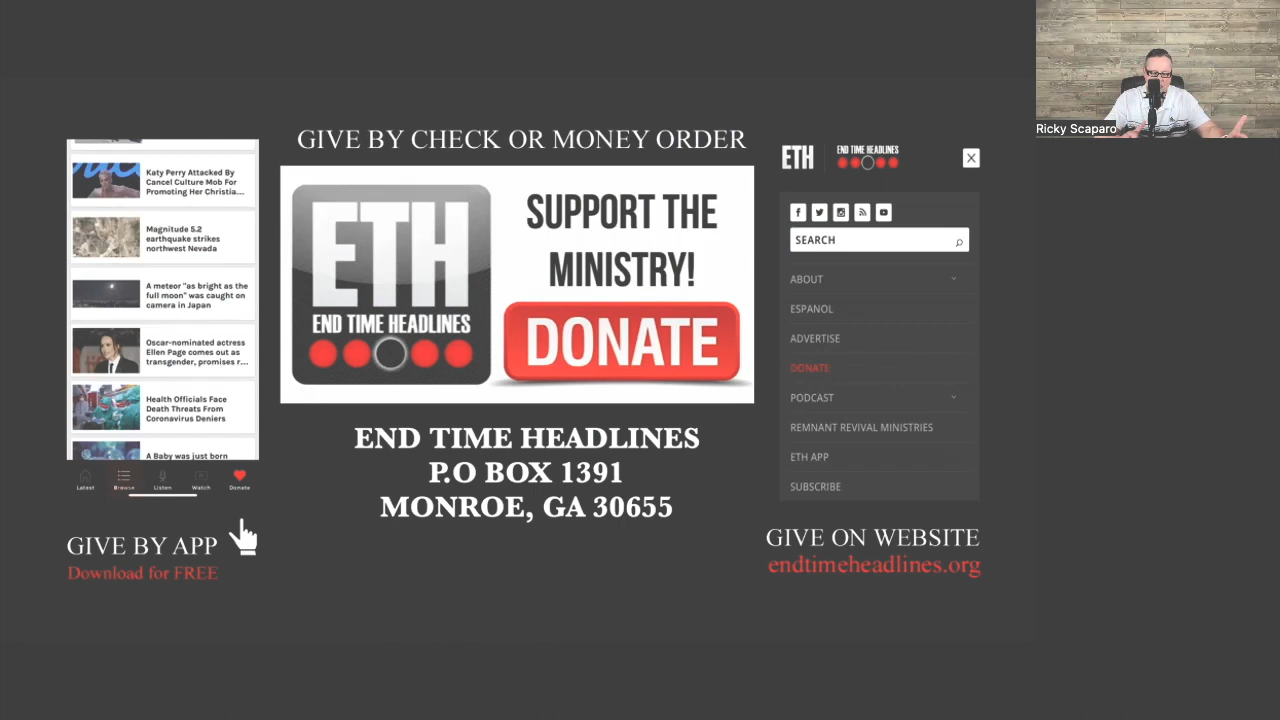 Ricky Scaparo
GIVE BY CHECK OR MONEY ORDER
Katy Perry Attacked By
Cancel Culture Mob For
Promoting Her Christia...
Magnitude 5.2
earthquake strikes
northwest Nevada
A meteor "as bright as the
full moon" was caught on
camera in Japan
Oscar-nominated actress
Ellen Page comes out as
transgender, promises r...
Health Officials Face
Death Threats From
Coronavirus Deniers
A Baby was just born
Latest
Browse
Listen
Watch
Donate
GIVE BY APP
Download for FREE
ETH
END TIME HEADLINES
SUPPORT THE
MINISTRY!
DONATE
END TIME HEADLINES
P.O BOX 1391
MONROE, GA 30655
ETH
END TIME HEADLINES
SEARCH
ABOUT
ESPANOL
ADVERTISE
DONATE
PODCAST
REMNANT REVIVAL MINISTRIES
ETH APP
SUBSCRIBE
GIVE ON WEBSITE
endtimeheadlines.org